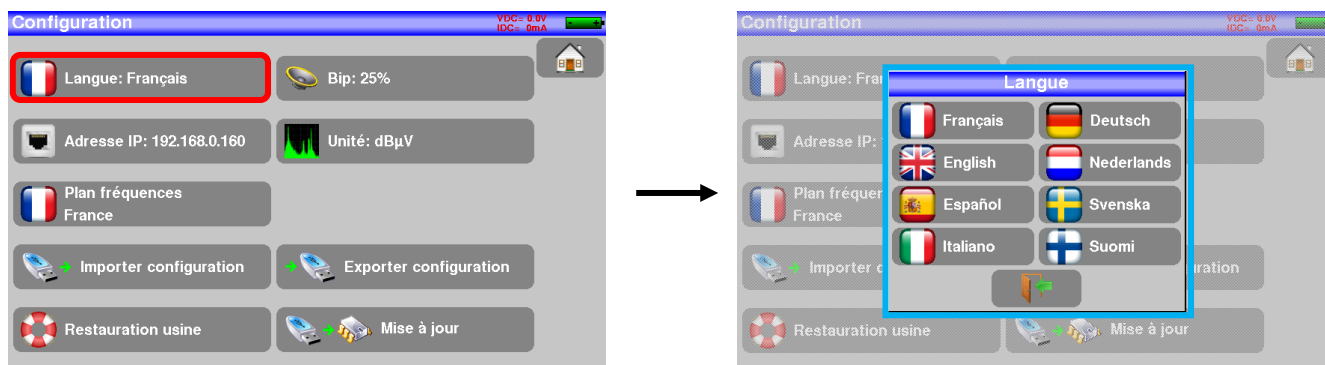 Configuration
VDC= 0.0V
IDC= 0mA
Langue: Français
Bip: 25%
Adresse IP: 192.168.0.160
Unité: dBµV
Plan fréquences
France
Importer configuration
Exporter configuration
Restauration usine
Mise à jour
Configuration
VDC= 0.0V
IDC= 0mA
Langue: Fra
Langue
Français
Deutsch
Adresse IP:
English
Nederlands
Plan fréquen
France
Español
Svenska
Italiano
Suomi
Importer c
ration
Restauration usine
Mise à jour